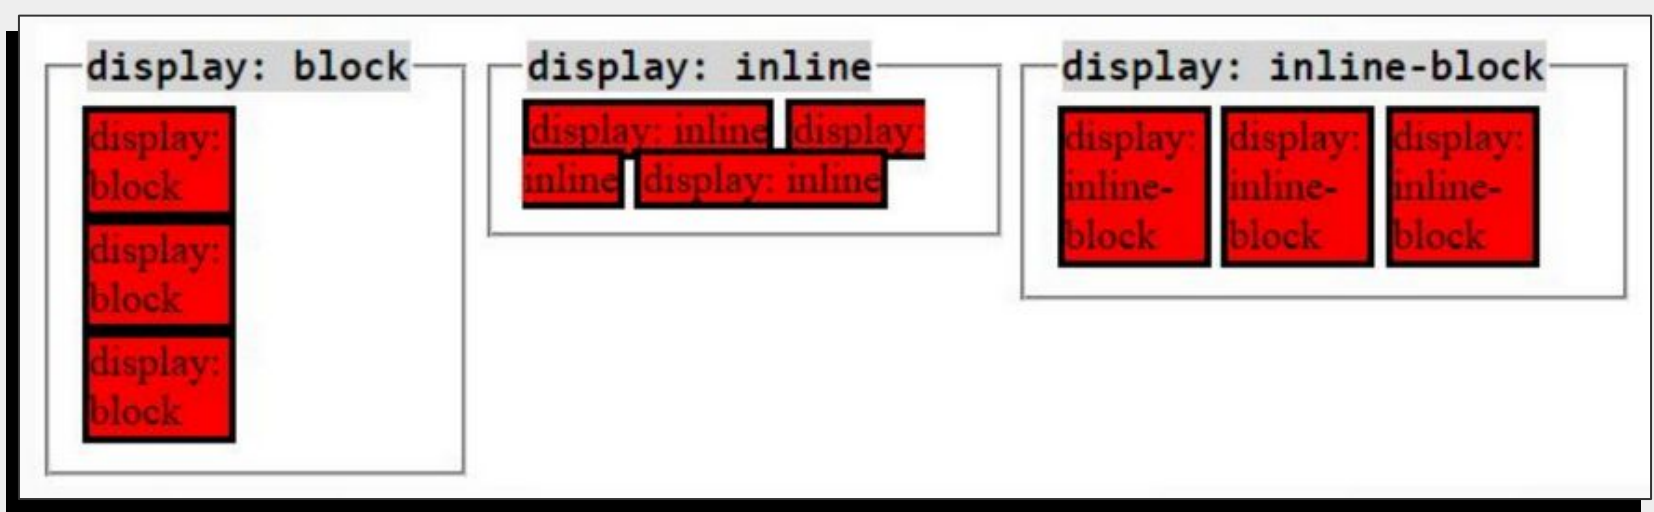 display: block
display:
block
display:
block
display:
block
display: inline
display: inline display:
inline display: inline
display: inline-block
display: display: display:
inline- inline- inline-
block block block